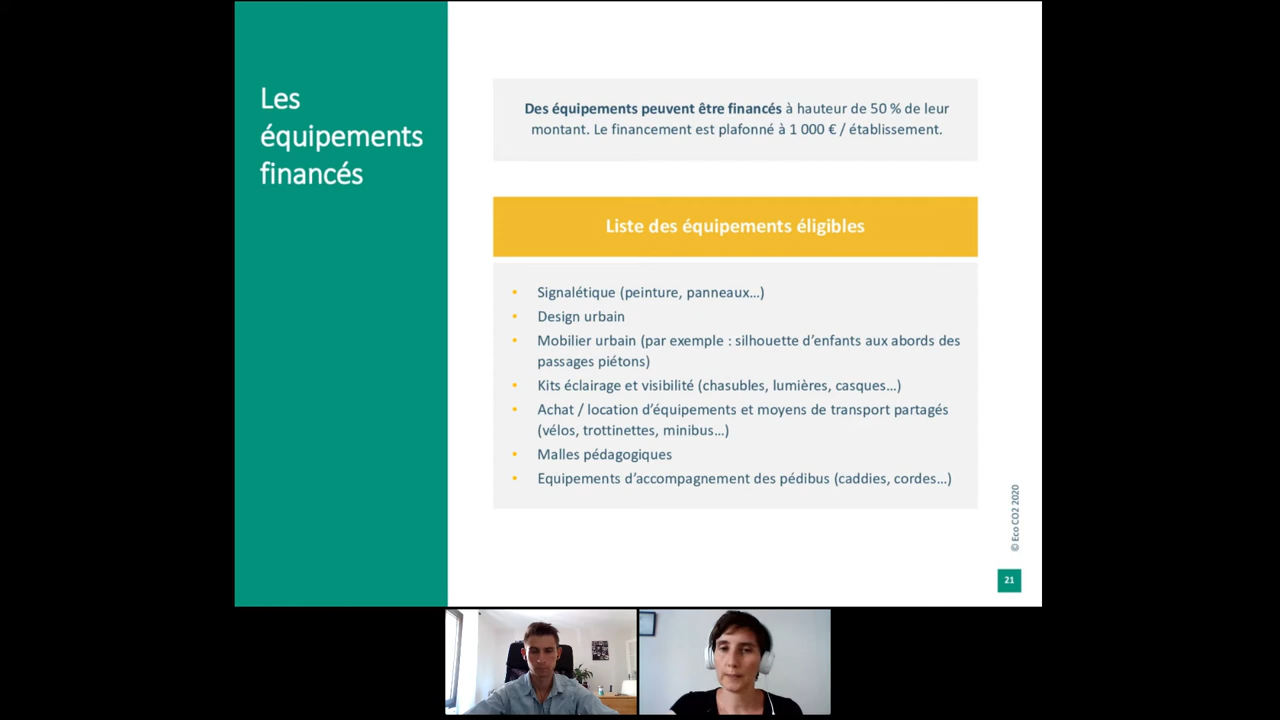 Les
équipements
financés
Des équipements peuvent être financés à hauteur de 50 % de leur
montant. Le financement est plafonné à 1 000 € / établissement.
Liste des équipements éligibles
• Signalétique (peinture, panneaux…)
• Design urbain
• Mobilier urbain (par exemple : silhouette d’enfants aux abords des
passages piétons)
• Kits éclairage et visibilité (chasubles, lumières, casques…)
• Achat / location d’équipements et moyens de transport partagés
(vélos, trottinettes, minibus…)
• Malles pédagogiques
• Equipements d’accompagnement des pédibus (caddies, cordes…)
© Eco CO2 2020
21